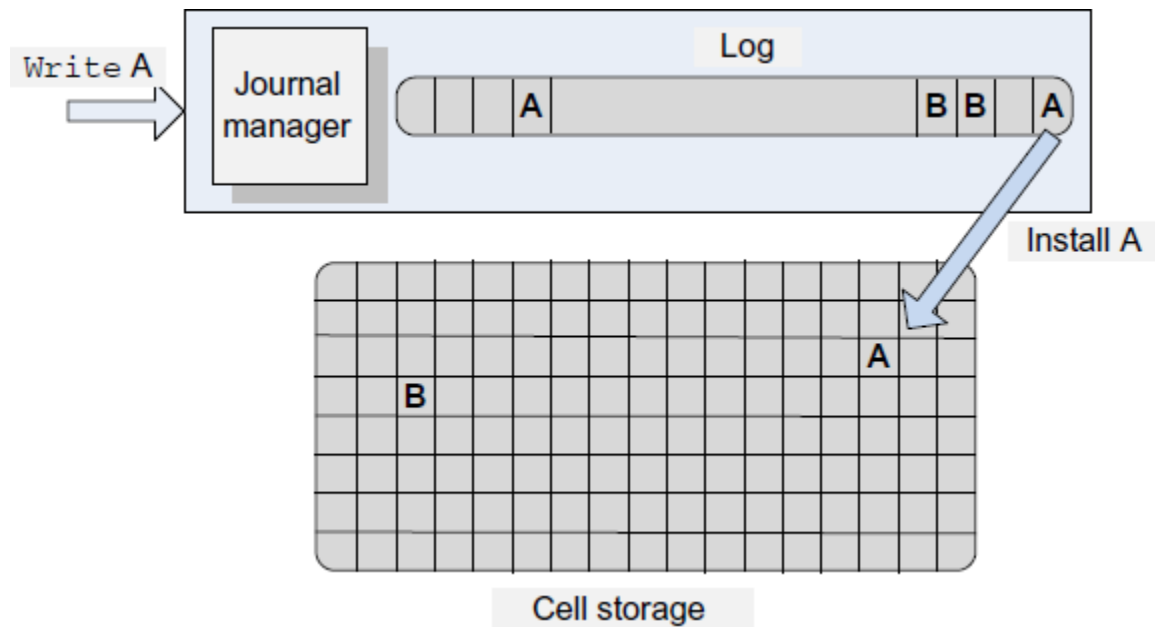 Write A
Journal
manager
Log
A B B A
Install A
A
B
Cell storage